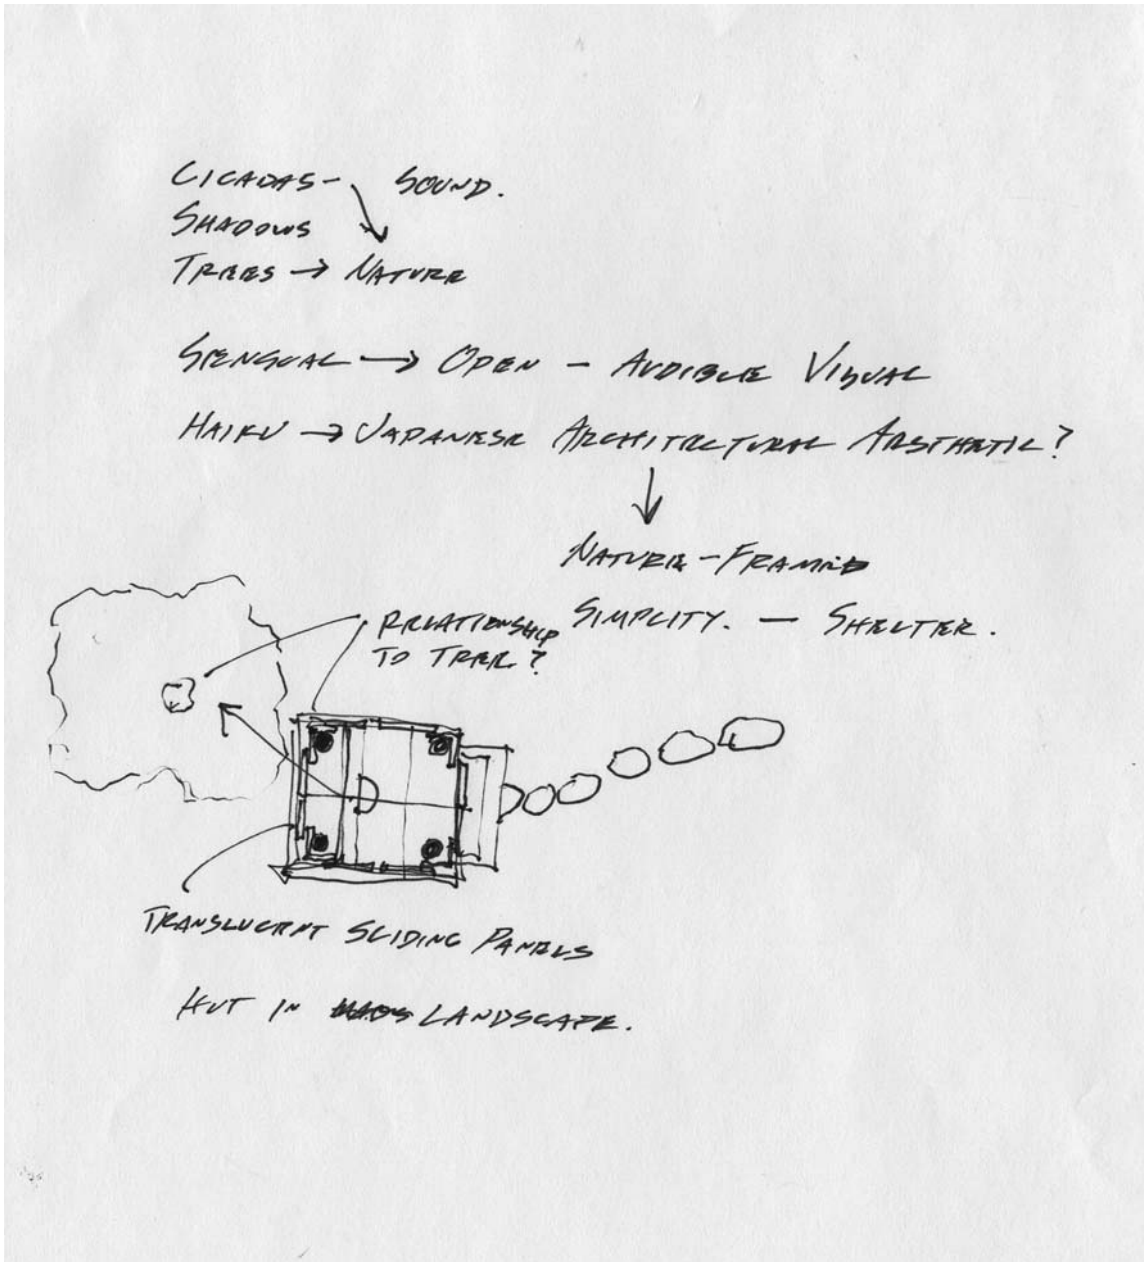 CICADAS - SOUND.
SHADOWS
TREES → NATURE
SENSUAL → OPEN - AUDIBLE VISUAL
HAIKU → JAPANESE ARCHITECTURAL AESTHETIC?
NATURE - FRAMED
SIMPLCITY. - SHELTER.
RELATIONSHIP
TO TREE?
TRANSLUCENT SLIDING PANELS
HUT IN LANDSCAPE.